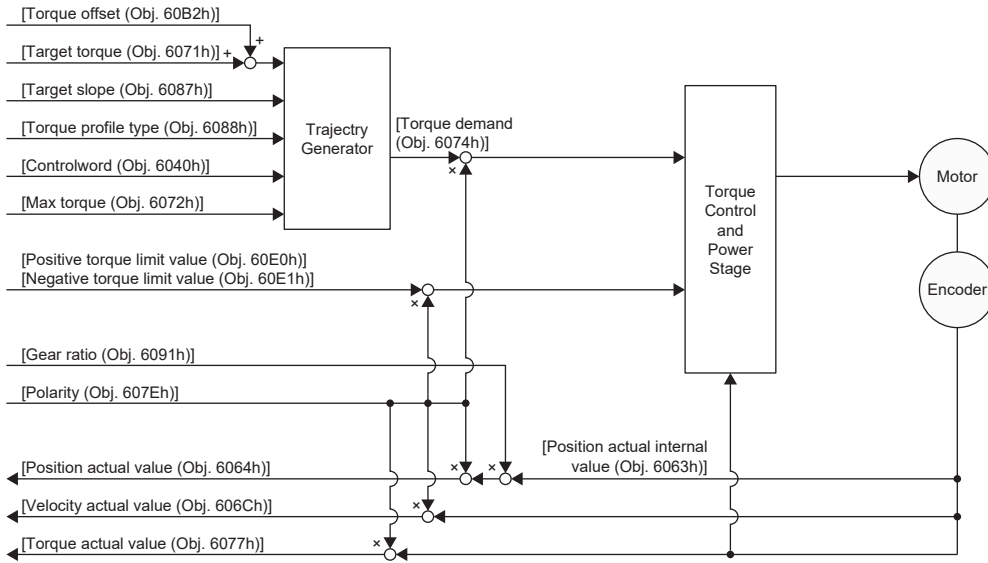 [Torque offset (Obj. 60B2h)]
+
[Target torque (Obj. 6071h)]
+
[Target slope (Obj. 6087h)]
[Torque profile type (Obj. 6088h)]
[Controlword (Obj. 6040h)]
[Max torque (Obj. 6072h)]
Trajectry
Generator
[Torque demand
(Obj. 6074h)]
×
Torque
Control
and
Power
Stage
Motor
Encoder
[Positive torque limit value (Obj. 60E0h)]
[Negative torque limit value (Obj. 60E1h)]
×
[Gear ratio (Obj. 6091h)]
[Polarity (Obj. 607Eh)]
[Position actual internal
value (Obj. 6063h)]
[Position actual value (Obj. 6064h)]
×
×
[Velocity actual value (Obj. 606Ch)]
×
[Torque actual value (Obj. 6077h)]
×